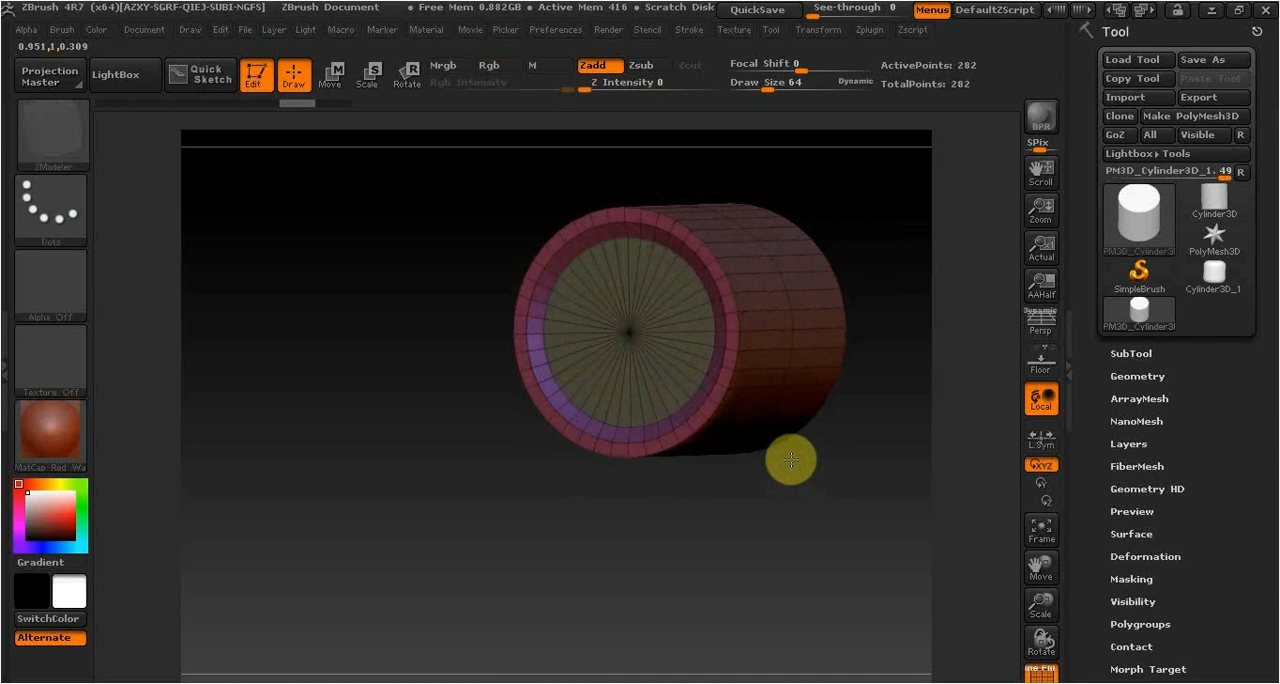 ZBrush 4R7 (x64)[AZXY-SGRF-QIEJ-SUBI-NGFS] ZBrush Document • Free Mem 0.882GB • Active Mem 416 • Scratch Disk QuickSave See-through 0 Menus DefaultZScript
Alpha Brush Color Document Draw Edit File Layer Light Macro Marker Material Movie Picker Preferences Render Stencil Stroke Texture Tool Transform Zplugin Zscript
Tool
0.951,1,0.309
Projection Master
LightBox
Quick Sketch
Edit Draw Move Scale Rotate
Mrgb Rgb M
Rgb Intensity
Zadd Zsub Zcut
Z Intensity 0
Focal Shift 0
Draw Size 64 Dynamic
ActivePoints: 282
TotalPoints: 282
Load Tool Save As
Copy Tool Paste Tool
Import Export
Clone Make PolyMesh3D
GoZ All Visible R
Lightbox▸Tools
PM3D_Cylinder3D_1. 49 R
PM3D_Cylinder3
Cylinder3D
PolyMesh3D
SimpleBrush
Cylinder3D_1
PM3D_Cylinder3
ZModeler
Dots
Alpha Off
Texture Off
MatCap Red Wa
Gradient
SwitchColor
Alternate
BPR
SPix
Scroll
Zoom
Actual
AAHalf
Dynamic
Persp
Floor
Local
L.Sym
XYZ
Y
Z
Frame
Move
Scale
Rotate
SubTool
Geometry
ArrayMesh
NanoMesh
Layers
FiberMesh
Geometry HD
Preview
Surface
Deformation
Masking
Visibility
Polygroups
Contact
Morph Target